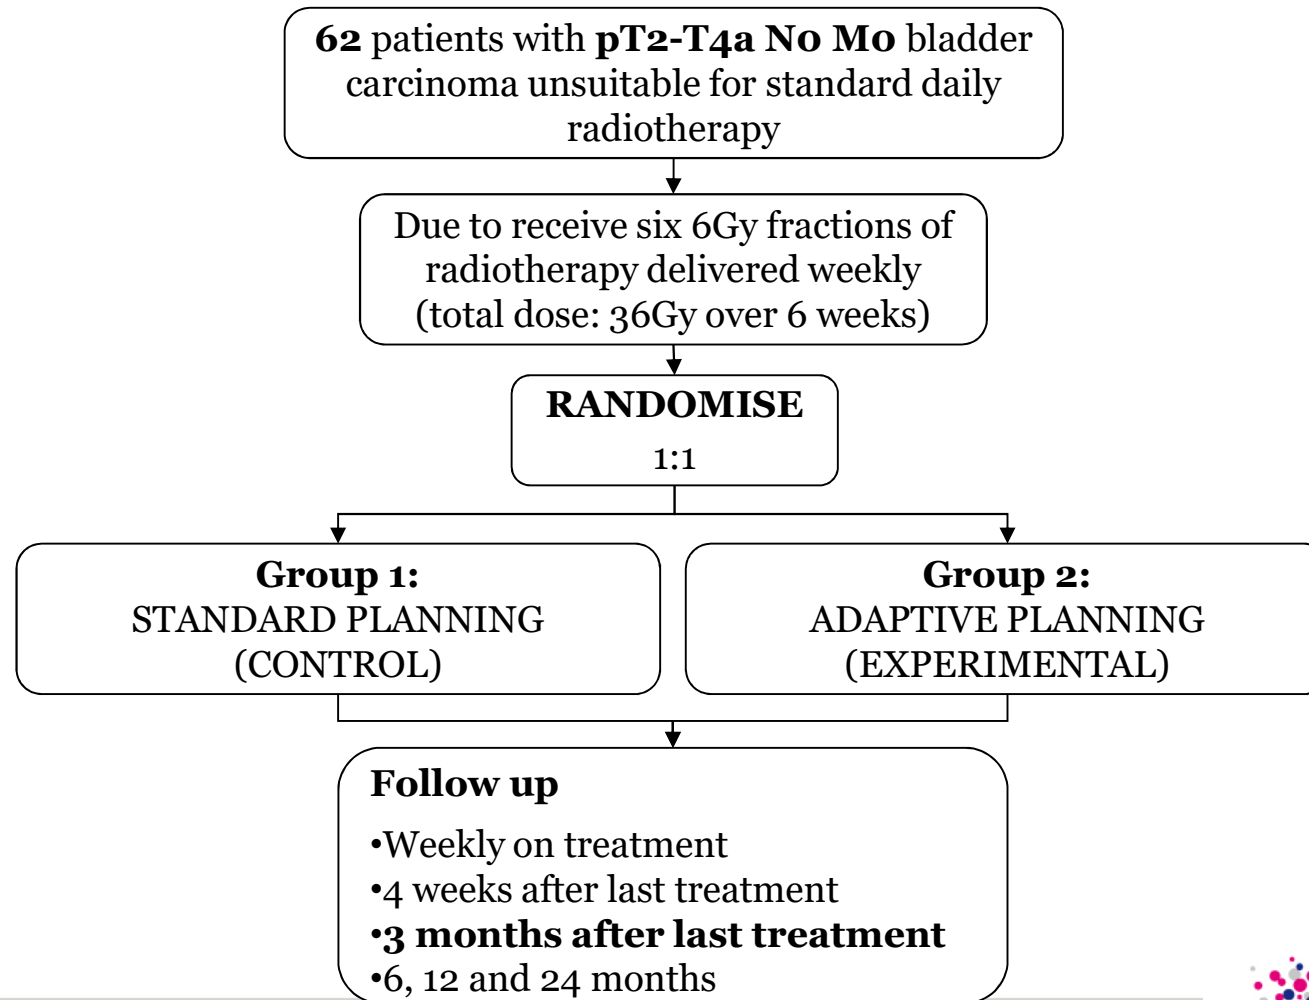 62 patients with pT2-T4a N0 M0 bladder
carcinoma unsuitable for standard daily
radiotherapy
Due to receive six 6Gy fractions of
radiotherapy delivered weekly
(total dose: 36Gy over 6 weeks)
RANDOMISE
1:1
Group 1:
STANDARD PLANNING
(CONTROL)
Group 2:
ADAPTIVE PLANNING
(EXPERIMENTAL)
Follow up
•Weekly on treatment
•4 weeks after last treatment
•3 months after last treatment
•6, 12 and 24 months